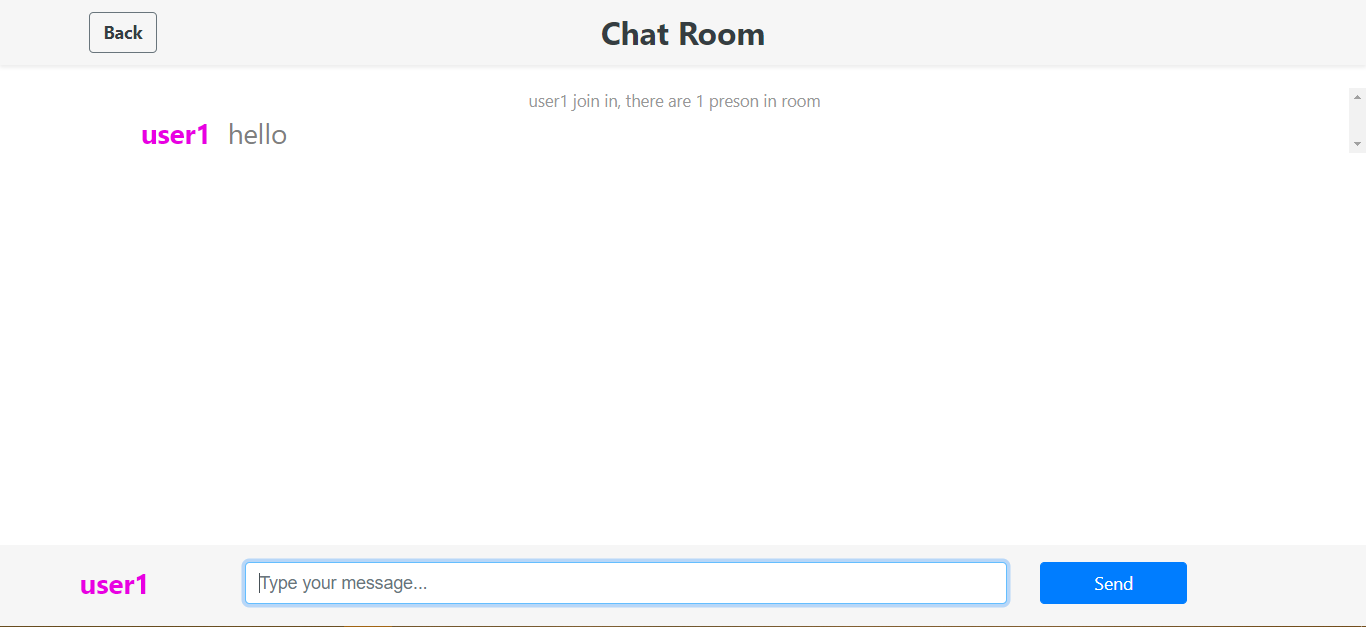 Back
Chat Room
user1 join in, there are 1 preson in room
user1 hello
user1
Type your message...
Send